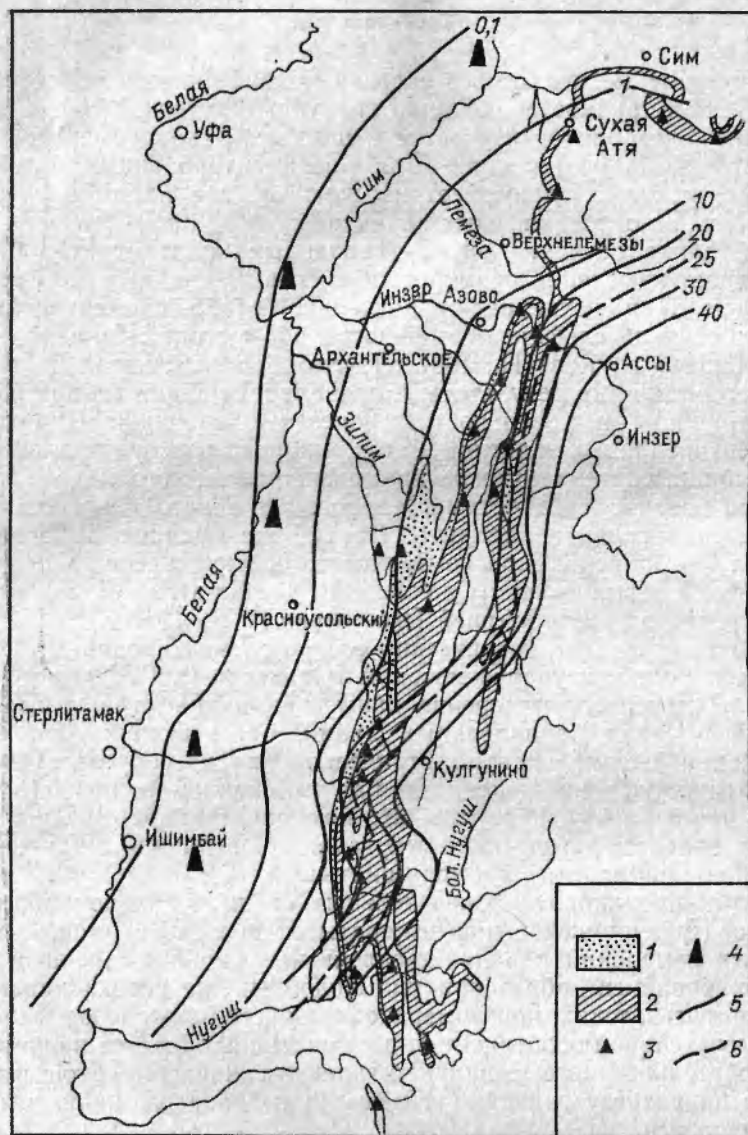 0,1
Сим
1
Белая
Уфа
Сухая
Атя
Сим
Лемеза
10
Верхнелемезы
20
25
Инзер
Азово
30
40
Архангельское
Ассы
Зилим
Инзер
Белая
Красноусольский
Стерлитамак
Кулгунино
Ишимбай
Бол. Нугуш
Нугуш
1
4
2
5
3
6